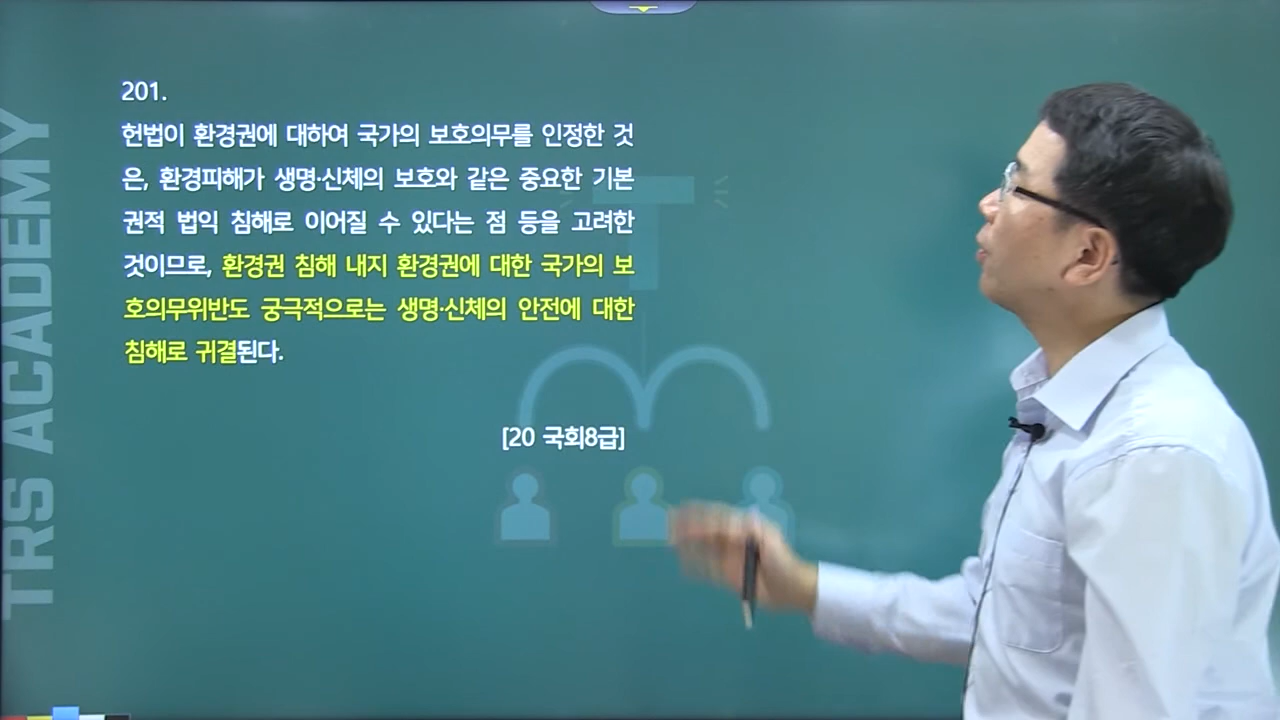 201.
헌법이 환경권에 대하여 국가의 보호의무를 인정한 것
은, 환경피해가 생명·신체의 보호와 같은 중요한 기본
권적 법익 침해로 이어질 수 있다는 점 등을 고려한
것이므로, 환경권 침해 내지 환경권에 대한 국가의 보
호의무위반도 궁극적으로는 생명·신체의 안전에 대한
침해로 귀결된다.
[20 국회8급]
TRS ACADEMY